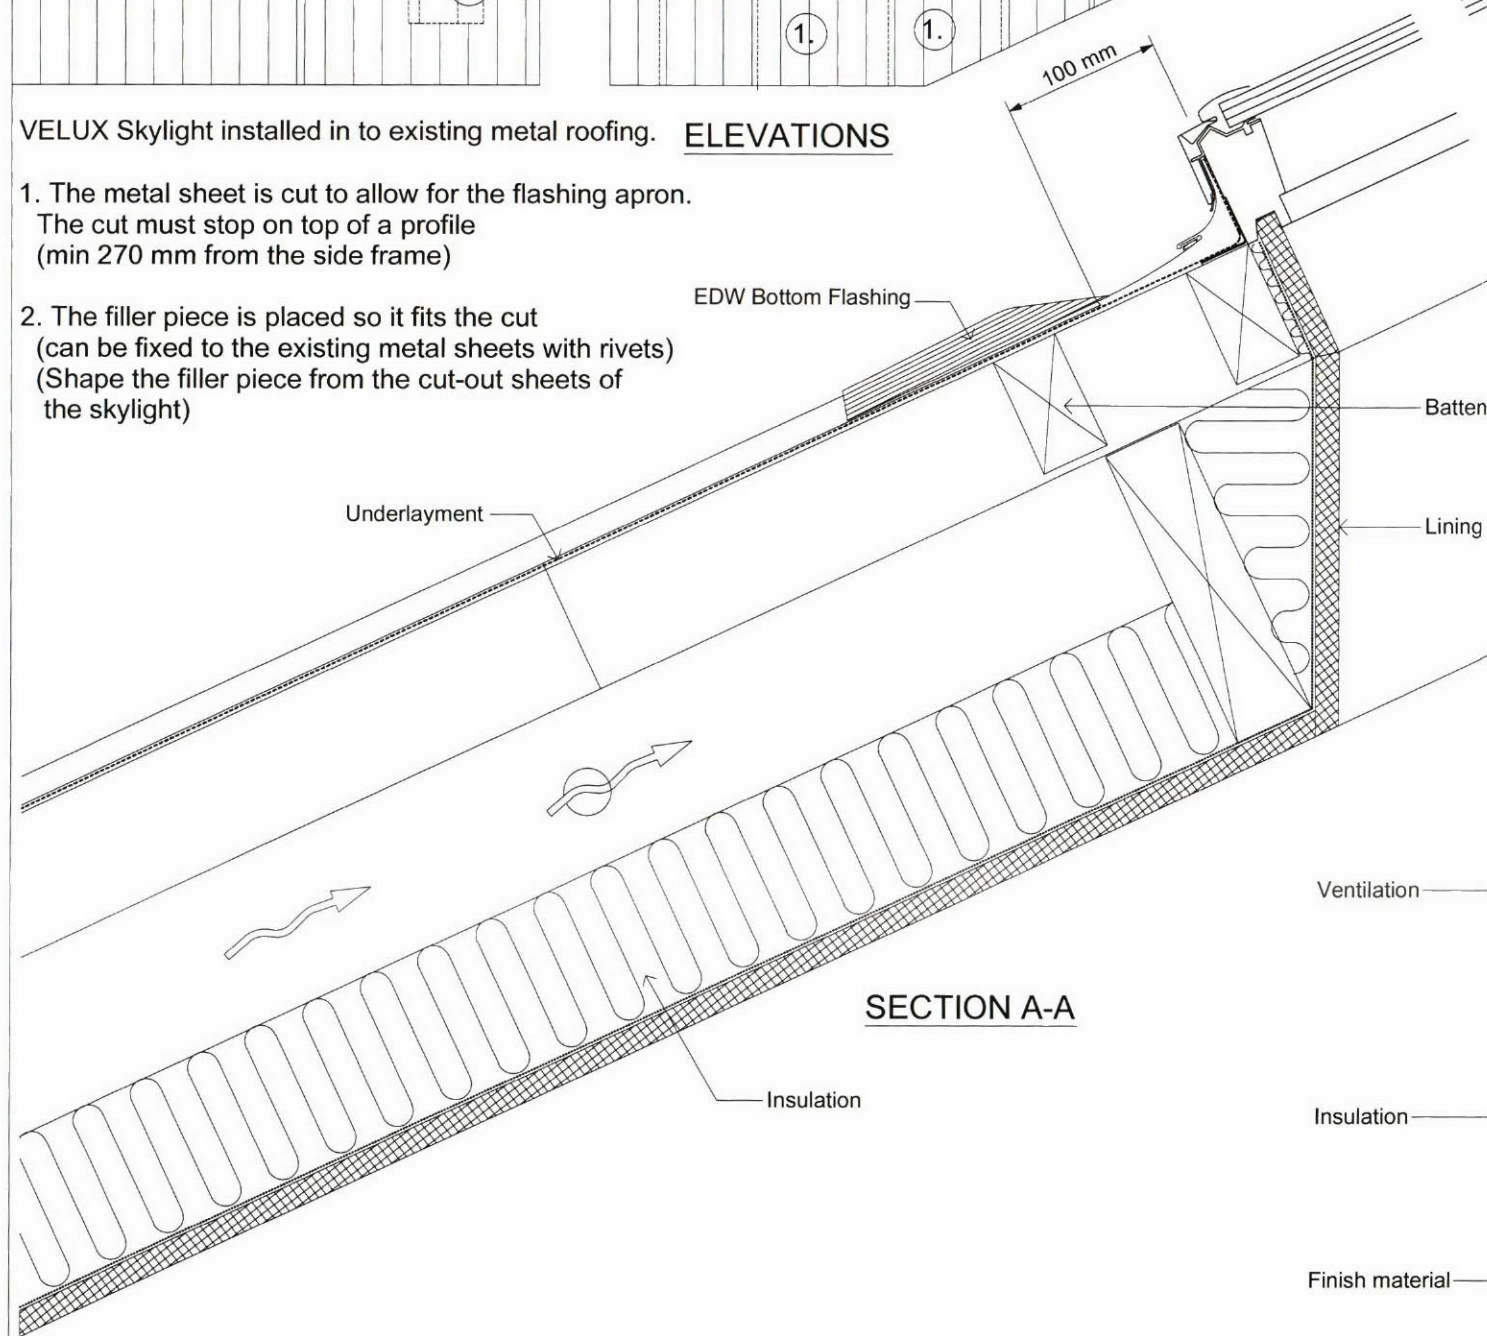 1.
1.
100 mm
VELUX Skylight installed in to existing metal roofing.
ELEVATIONS
1. The metal sheet is cut to allow for the flashing apron.
The cut must stop on top of a profile
(min 270 mm from the side frame)
2. The filler piece is placed so it fits the cut
(can be fixed to the existing metal sheets with rivets)
(Shape the filler piece from the cut-out sheets of
the skylight)
EDW Bottom Flashing
Batten
Underlayment
Lining
Ventilation
SECTION A-A
Insulation
Insulation
Finish material